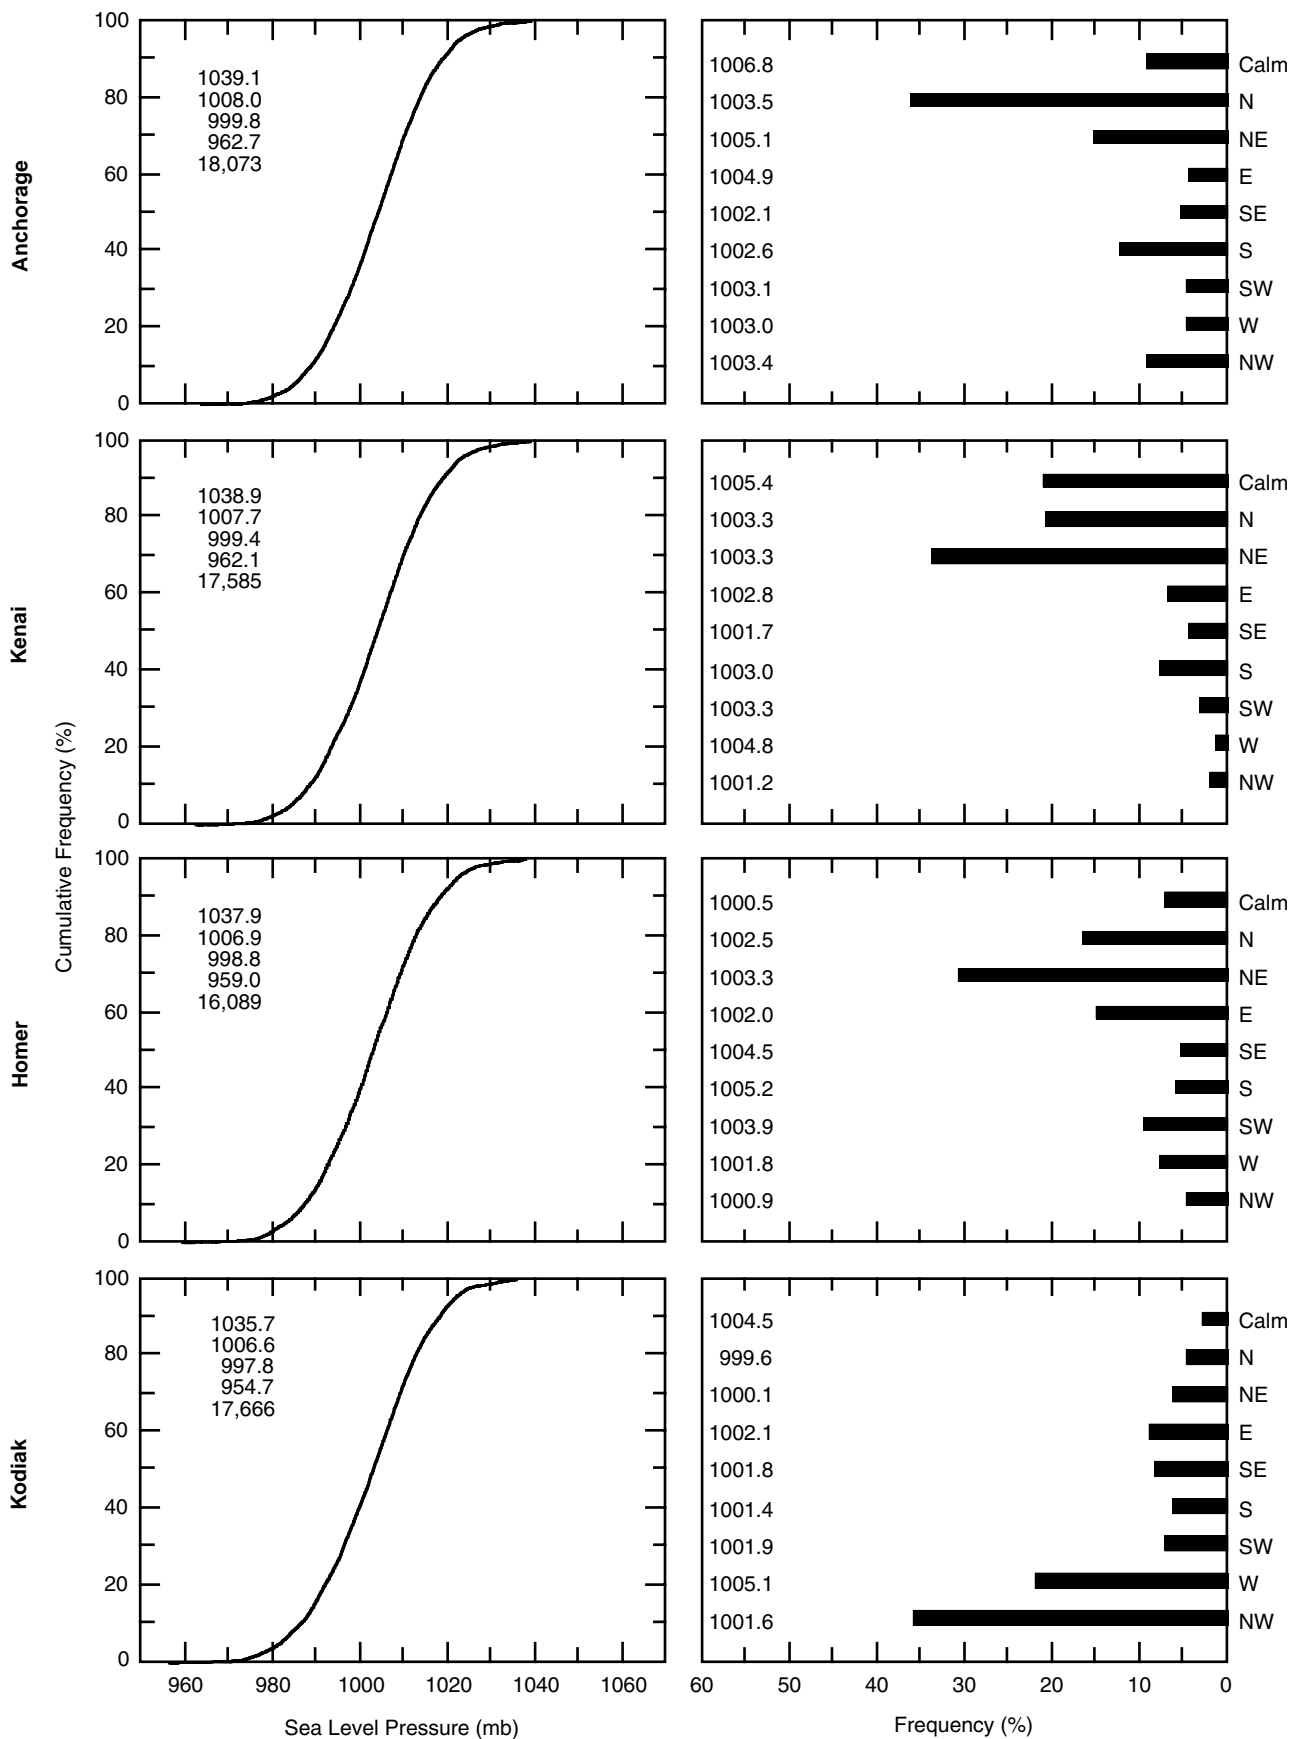 Anchorage
100
80
60
40
20
0
1039.1
1008.0
999.8
962.7
18,073
1006.8 Calm
1003.5 N
1005.1 NE
1004.9 E
1002.1 SE
1002.6 S
1003.1 SW
1003.0 W
1003.4 NW
Kenai
100
80
60
40
20
0
1038.9
1007.7
999.4
962.1
17,585
1005.4 Calm
1003.3 N
1003.3 NE
1002.8 E
1001.7 SE
1003.0 S
1003.3 SW
1004.8 W
1001.2 NW
Cumulative Frequency (%)
Homer
100
80
60
40
20
0
1037.9
1006.9
998.8
959.0
16,089
1000.5 Calm
1002.5 N
1003.3 NE
1002.0 E
1004.5 SE
1005.2 S
1003.9 SW
1001.8 W
1000.9 NW
Kodiak
100
80
60
40
20
0
1035.7
1006.6
997.8
954.7
17,666
1004.5 Calm
999.6 N
1000.1 NE
1002.1 E
1001.8 SE
1001.4 S
1001.9 SW
1005.1 W
1001.6 NW
960 980 1000 1020 1040 1060
Sea Level Pressure (mb)
60 50 40 30 20 10 0
Frequency (%)